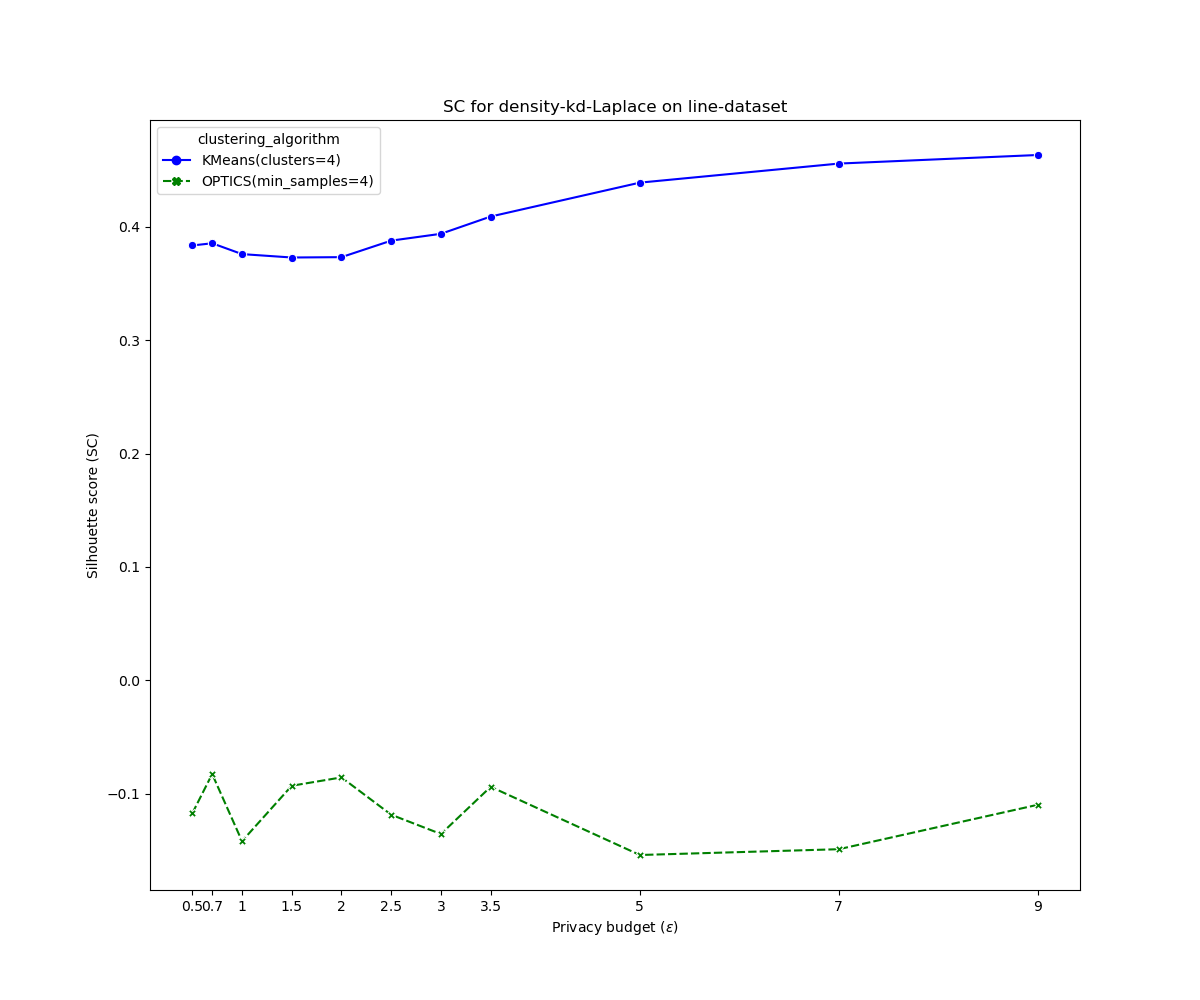 SC for density-kd-Laplace on line-dataset
clustering_algorithm
KMeans(clusters=4)
OPTICS(min_samples=4)
Silhouette score (SC)
0.4
0.3
0.2
0.1
0.0
−0.1
0.5 0.7 1 1.5 2 2.5 3 3.5 5 7 9
Privacy budget (ε)